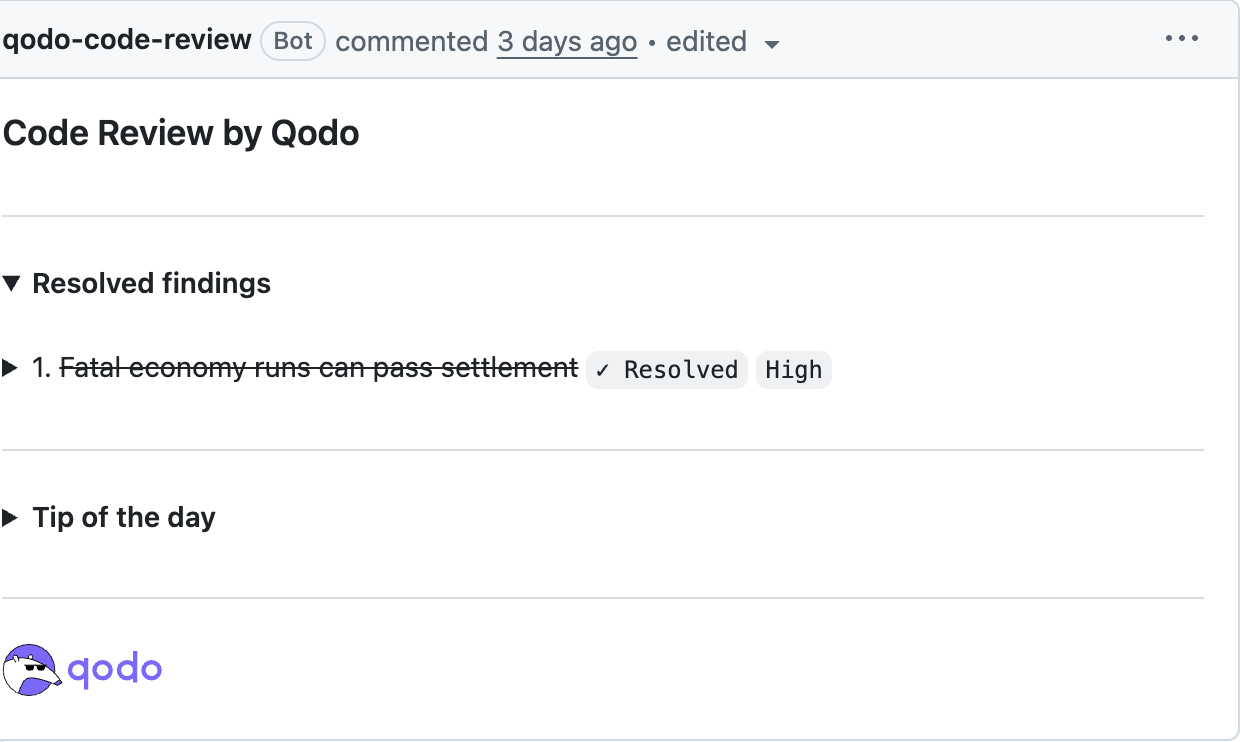 qodo-code-review Bot commented 3 days ago • edited
Code Review by Qodo
Resolved findings
1. Fatal economy runs can pass settlement ✓ Resolved High
Tip of the day
qodo